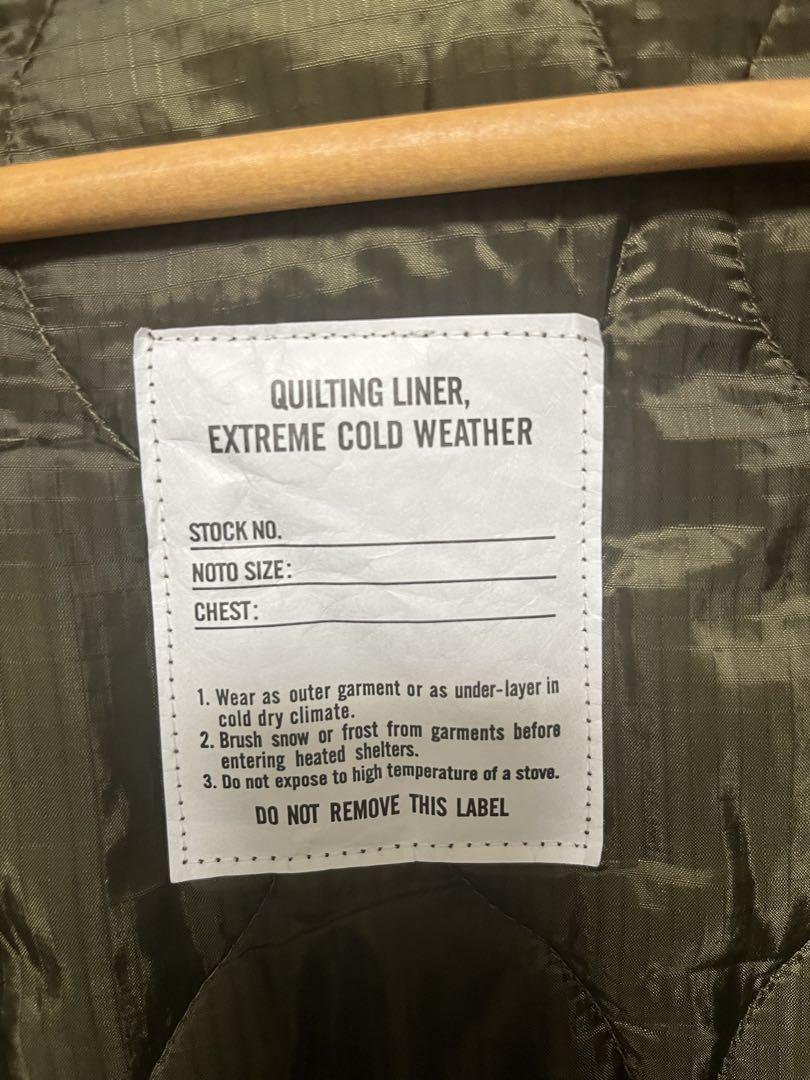 QUILTING LINER,
EXTREME COLD WEATHER
STOCK NO.
NOTO SIZE:
CHEST:
1. Wear as outer garment or as under-layer in
cold dry climate.
2. Brush snow or frost from garments before
entering heated shelters.
3. Do not expose to high temperature of a stove.
DO NOT REMOVE THIS LABEL